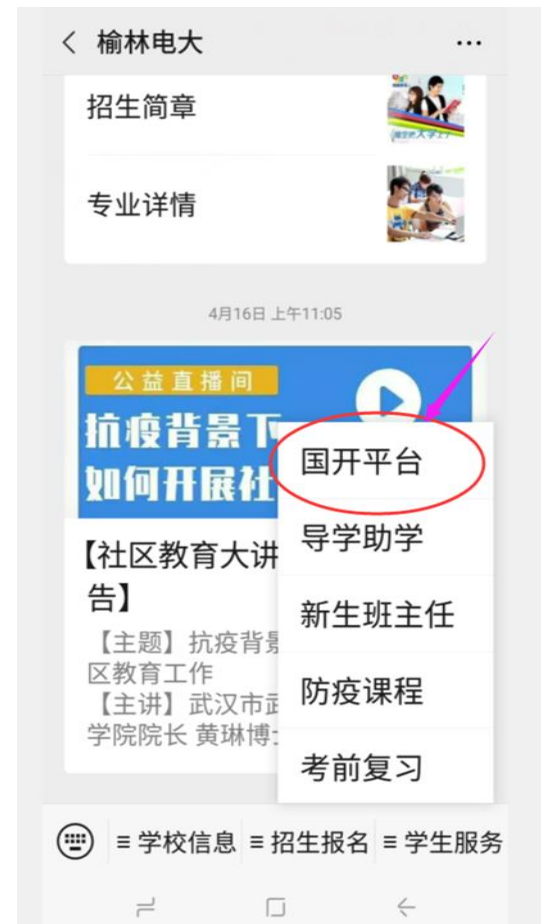 榆林电大
招生简章
专业详情
4月16日 上午11:05
公益直播间
抗疫背景下
如何开展社
【社区教育大讲
告】
【主题】抗疫背景
区教育工作
【主讲】武汉市武
学院院长 黄琳博士
国开平台
导学助学
新生班主任
防疫课程
考前复习
学校信息
招生报名
学生服务